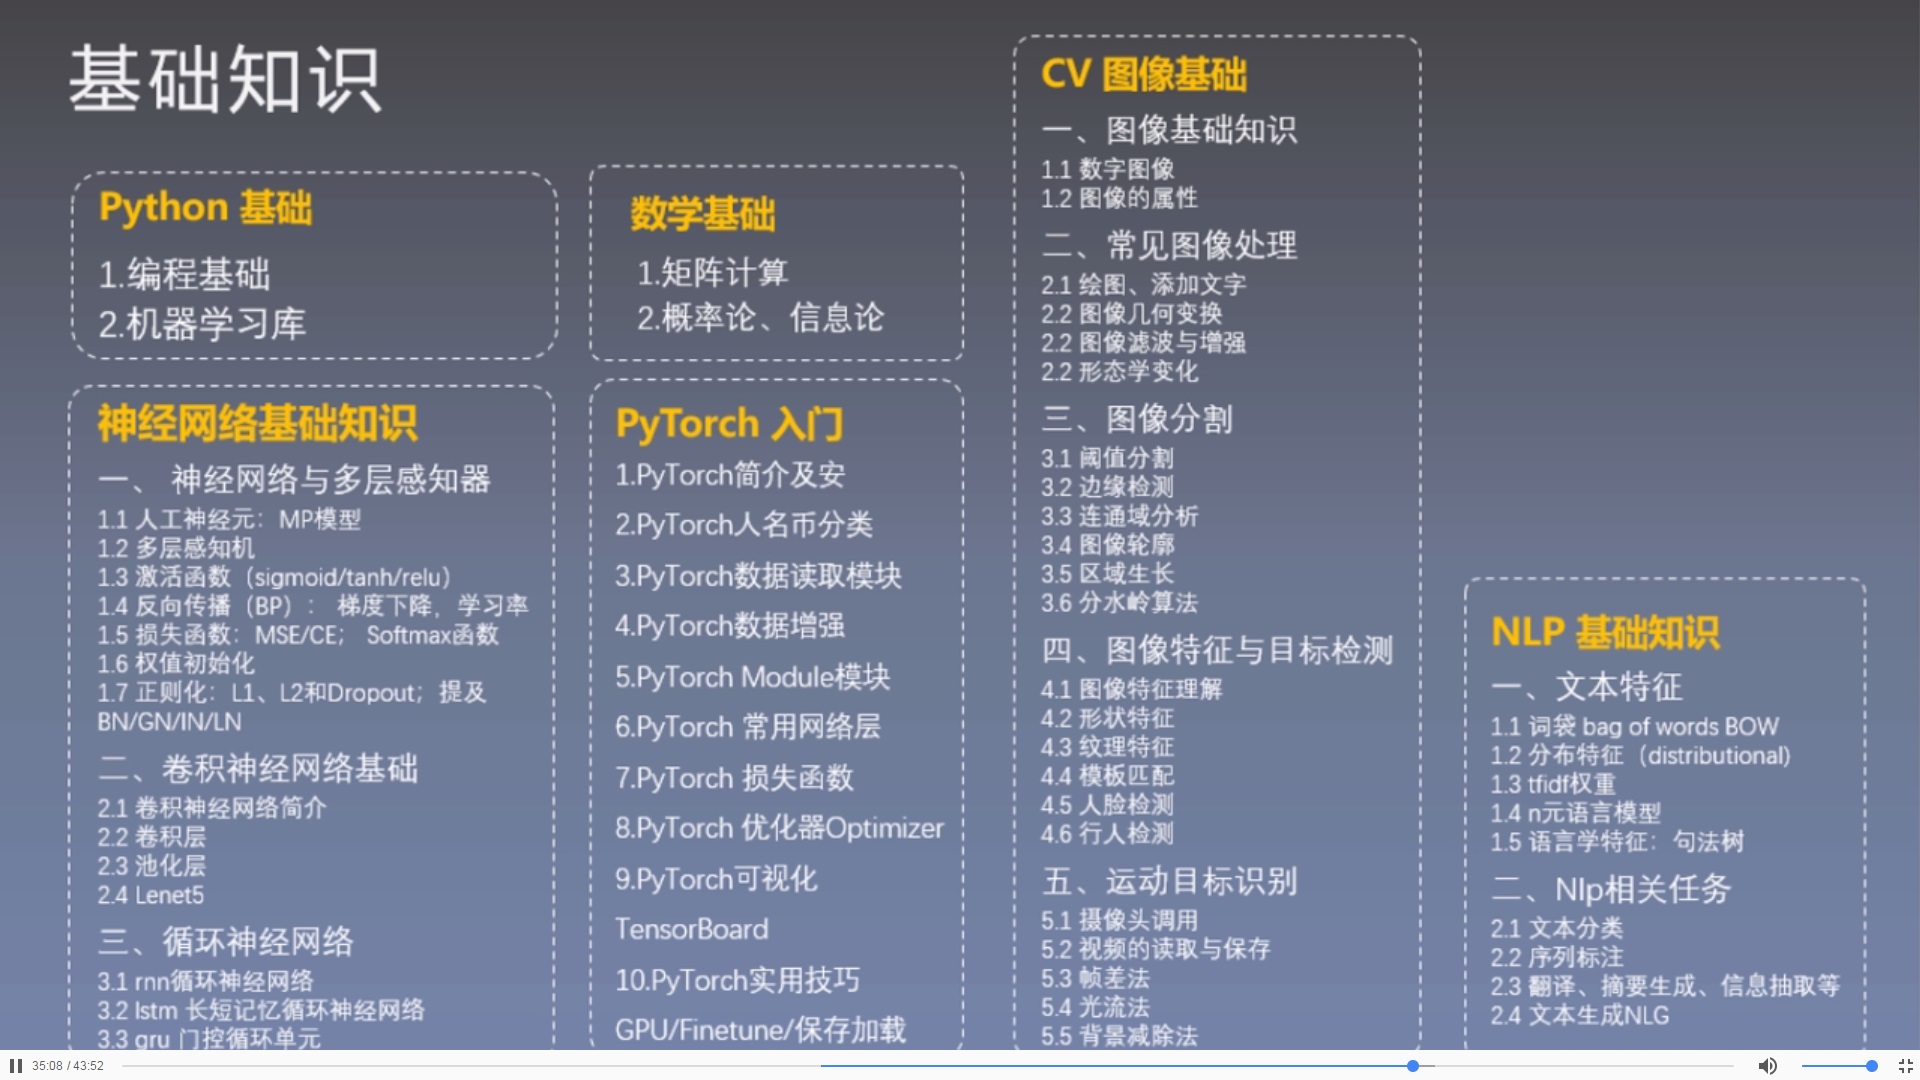 基础知识
Python 基础
1.编程基础
2.机器学习库
数学基础
1.矩阵计算
2.概率论、信息论
神经网络基础知识
一、 神经网络与多层感知器
1.1 人工神经元：MP模型
1.2 多层感知机
1.3 激活函数（sigmoid/tanh/relu）
1.4 反向传播（BP）： 梯度下降，学习率
1.5 损失函数：MSE/CE； Softmax函数
1.6 权值初始化
1.7 正则化：L1、L2和Dropout；提及
BN/GN/IN/LN
二、卷积神经网络基础
2.1 卷积神经网络简介
2.2 卷积层
2.3 池化层
2.4 Lenet5
三、循环神经网络
3.1 rnn循环神经网络
3.2 lstm 长短记忆循环神经网络
3.3 gru 门控循环单元
PyTorch 入门
1.PyTorch简介及安
2.PyTorch人名币分类
3.PyTorch数据读取模块
4.PyTorch数据增强
5.PyTorch Module模块
6.PyTorch 常用网络层
7.PyTorch 损失函数
8.PyTorch 优化器Optimizer
9.PyTorch可视化
TensorBoard
10.PyTorch实用技巧
GPU/Finetune/保存加载
CV 图像基础
一、图像基础知识
1.1 数字图像
1.2 图像的属性
二、常见图像处理
2.1 绘图、添加文字
2.2 图像几何变换
2.2 图像滤波与增强
2.2 形态学变化
三、图像分割
3.1 阈值分割
3.2 边缘检测
3.3 连通域分析
3.4 图像轮廓
3.5 区域生长
3.6 分水岭算法
四、图像特征与目标检测
4.1 图像特征理解
4.2 形状特征
4.3 纹理特征
4.4 模板匹配
4.5 人脸检测
4.6 行人检测
五、运动目标识别
5.1 摄像头调用
5.2 视频的读取与保存
5.3 帧差法
5.4 光流法
5.5 背景减除法
NLP 基础知识
一、文本特征
1.1 词袋 bag of words BOW
1.2 分布特征（distributional)
1.3 tfidf权重
1.4 n元语言模型
1.5 语言学特征：句法树
二、Nlp相关任务
2.1 文本分类
2.2 序列标注
2.3 翻译、摘要生成、信息抽取等
2.4 文本生成NLG
35:08 / 43:52